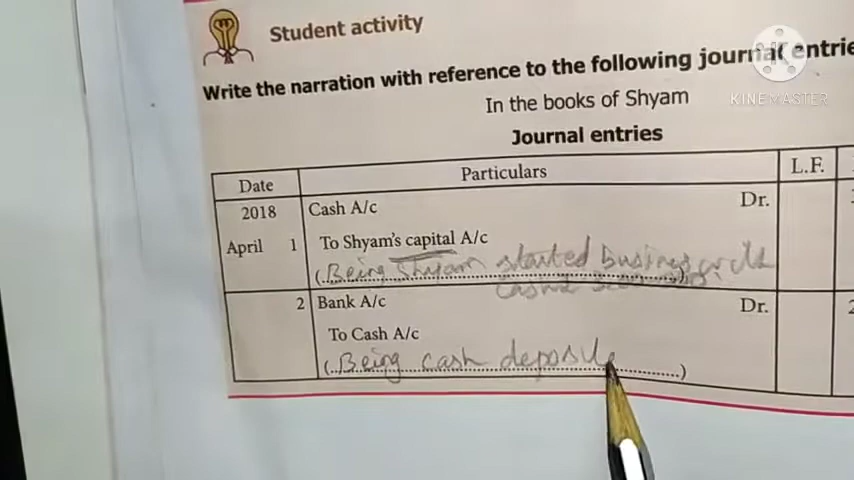 Student activity
KINEMASTER
Write the narration with reference to the following journal entrie
In the books of Shyam
Journal entries
Date Particulars L.F.
2018 Cash A/c Dr.
April 1 To Shyam's capital A/c
(Being Shyam started business with
cash
2 Bank A/c Dr.
To Cash A/c
(Being cash deposite )